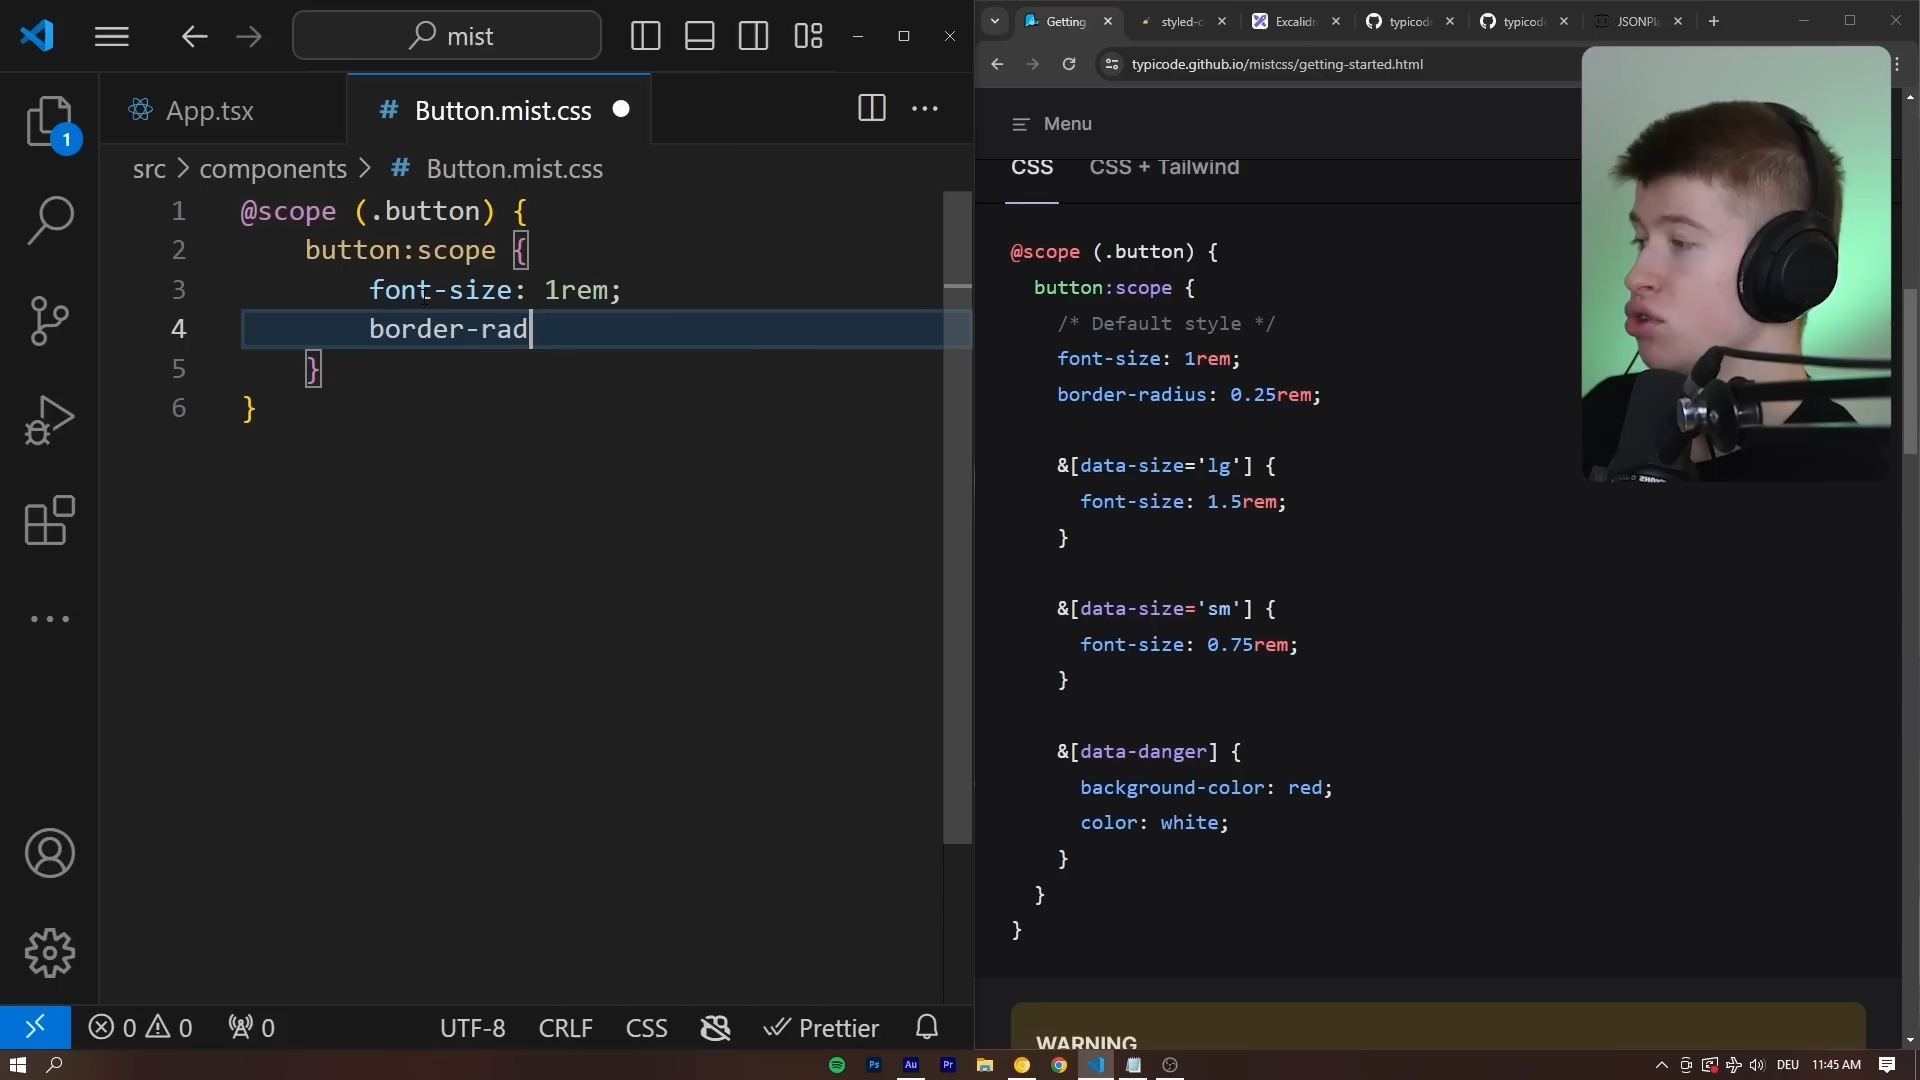 mist
App.tsx
# Button.mist.css
src > components > # Button.mist.css
1 @scope (.button) {
2 button:scope {
3 font-size: 1rem;
4 border-rad
5 }
6 }
1
0 0 0
UTF-8 CRLF CSS Prettier
Getting
styled-c
Excalidr
typicode
typicode
JSONPl
typicode.github.io/mistcss/getting-started.html
Menu
CSS CSS + Tailwind
@scope (.button) {
button:scope {
/* Default style */
font-size: 1rem;
border-radius: 0.25rem;
&[data-size='lg'] {
font-size: 1.5rem;
}
&[data-size='sm'] {
font-size: 0.75rem;
}
&[data-danger] {
background-color: red;
color: white;
}
}
}
WARNING
Ps Au Pr
DEU 11:45 AM